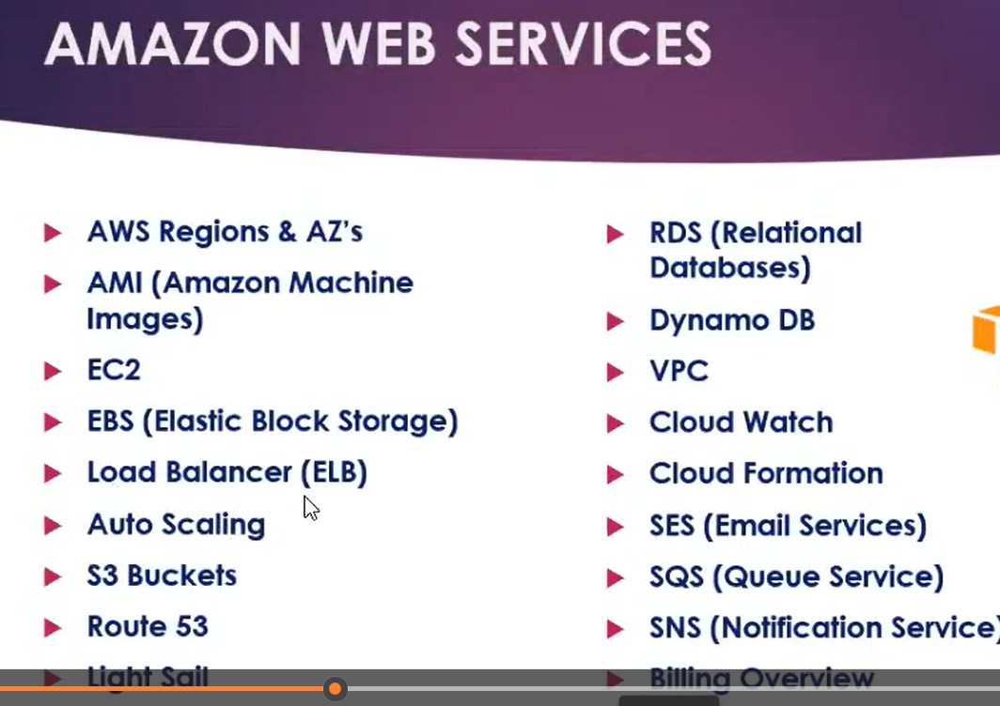 AMAZON WEB SERVICES
AWS Regions & AZ's
AMI (Amazon Machine
Images)
EC2
EBS (Elastic Block Storage)
Load Balancer (ELB)
Auto Scaling
S3 Buckets
Route 53
Light Sail
RDS (Relational
Databases)
Dynamo DB
VPC
Cloud Watch
Cloud Formation
SES (Email Services)
SQS (Queue Service)
SNS (Notification Service)
Billing Overview